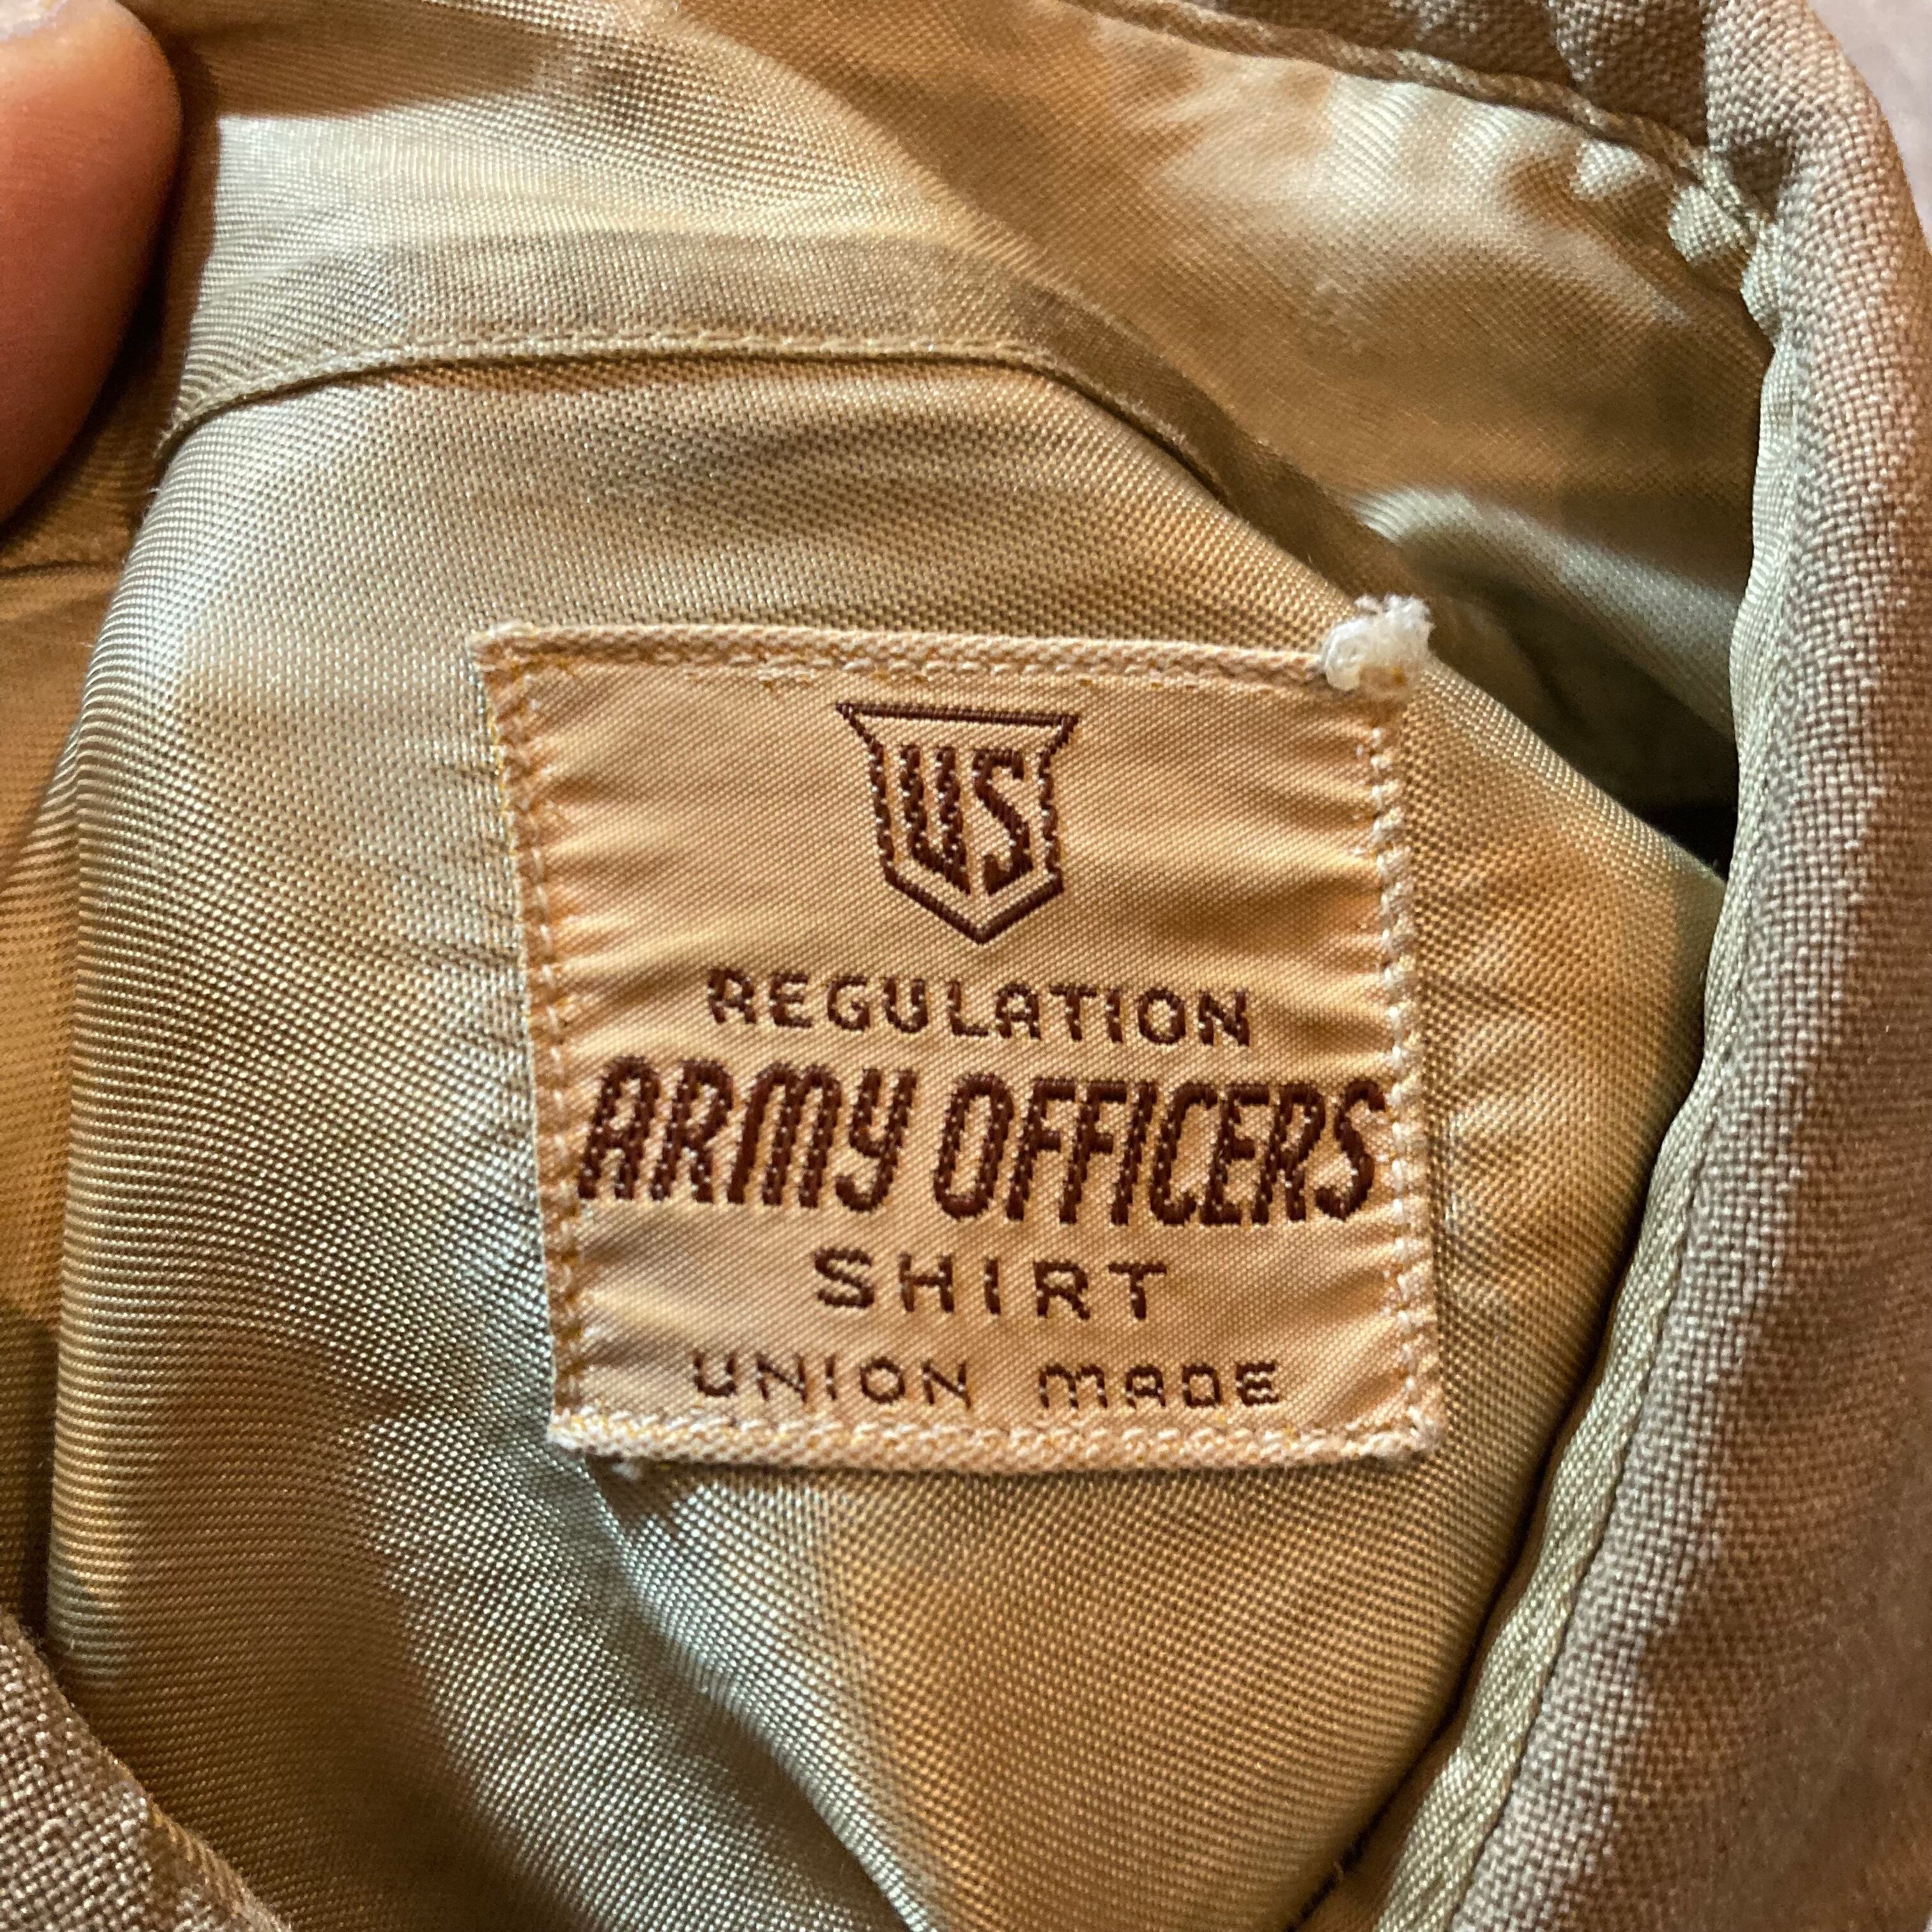 US
REGULATION
ARMY OFFICERS
SHIRT
UNION MADE